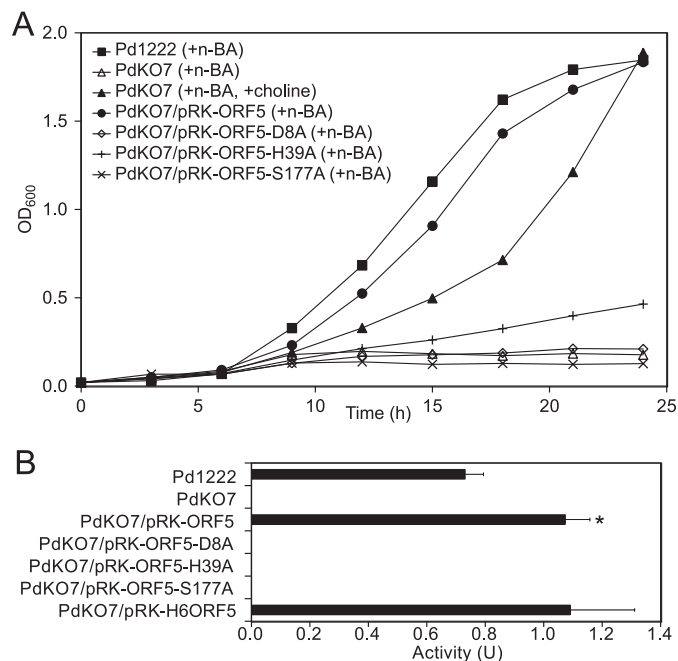 A
2.0
1.5
1.0
0.5
0.0
OD600
Pd1222 (+n-BA)
PdKO7 (+n-BA)
PdKO7 (+n-BA, +choline)
PdKO7/pRK-ORF5 (+n-BA)
PdKO7/pRK-ORF5-D8A (+n-BA)
PdKO7/pRK-ORF5-H39A (+n-BA)
PdKO7/pRK-ORF5-S177A (+n-BA)
0 5 10 15 20 25
Time (h)
B
Pd1222
PdKO7
PdKO7/pRK-ORF5 *
PdKO7/pRK-ORF5-D8A
PdKO7/pRK-ORF5-H39A
PdKO7/pRK-ORF5-S177A
PdKO7/pRK-H6ORF5
0.0 0.2 0.4 0.6 0.8 1.0 1.2 1.4
Activity (U)